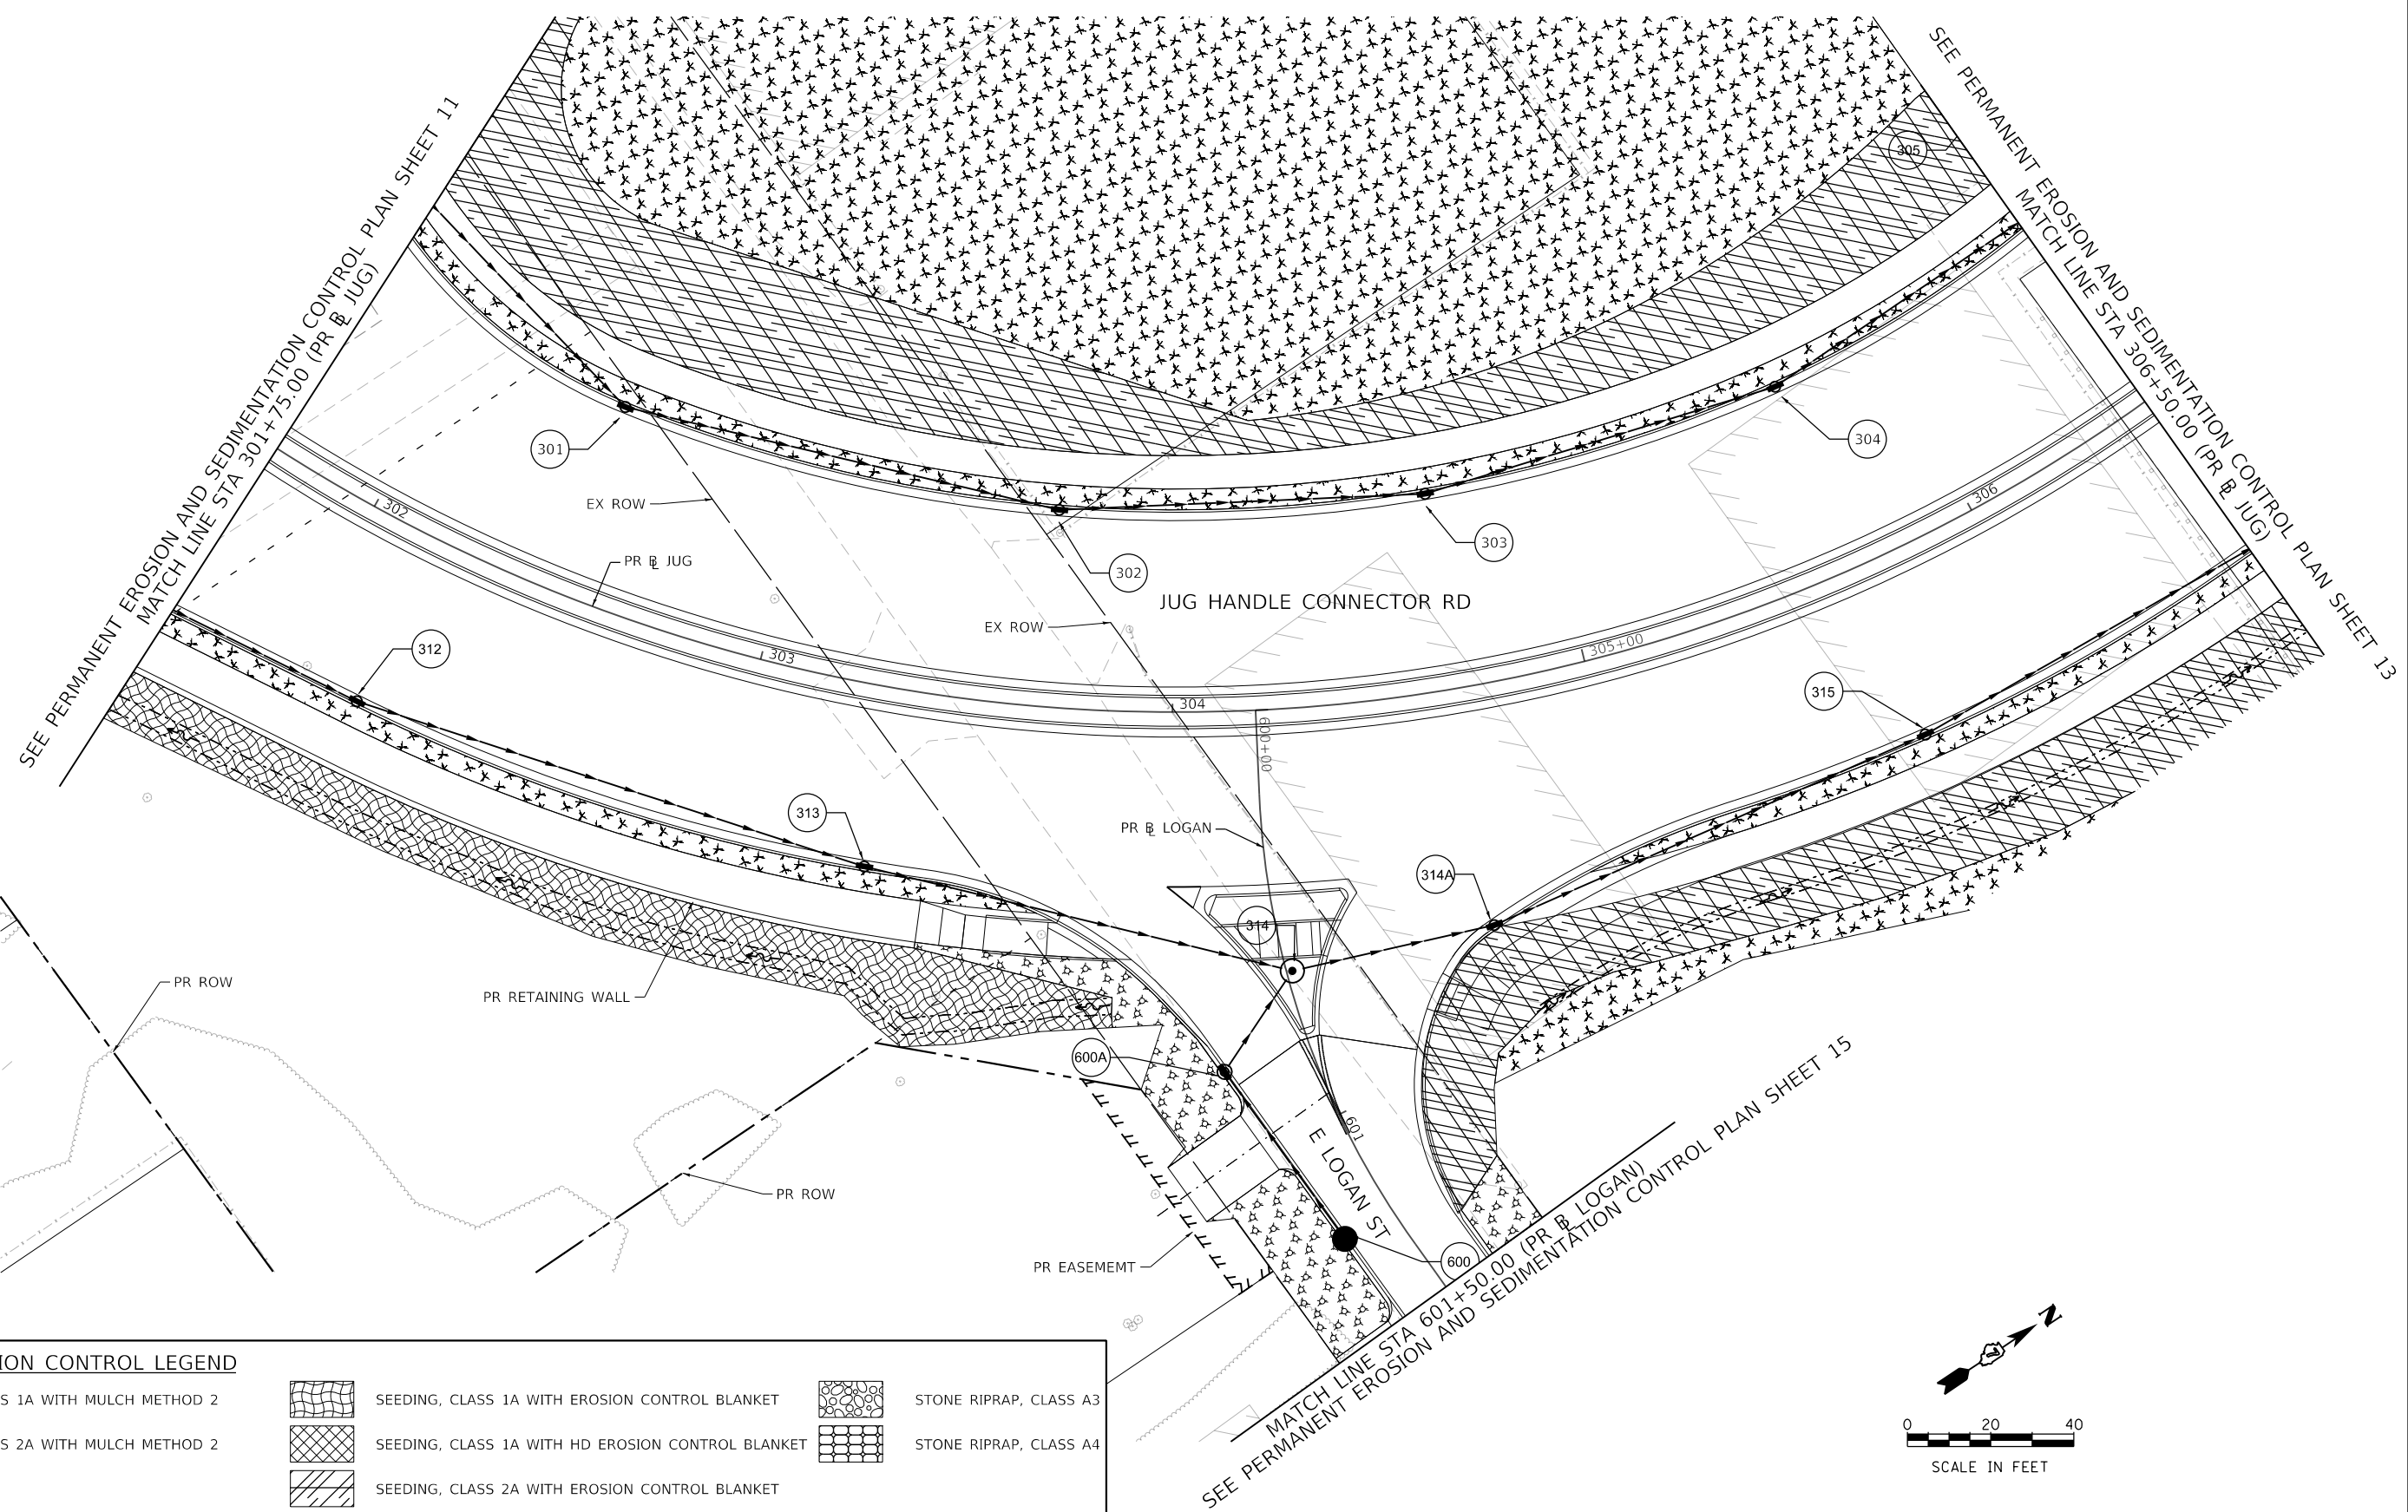 SEE PERMANENT EROSION AND SEDIMENTATION CONTROL PLAN SHEET 11
MATCH LINE STA 301+75.00 (PR BL JUG)
SEE PERMANENT EROSION AND SEDIMENTATION CONTROL PLAN SHEET 13
MATCH LINE STA 306+50.00 (PR BL JUG)
305
301
304
EX ROW
302
306
303
PR BL JUG
302
JUG HANDLE CONNECTOR RD
EX ROW
312
303
305+00
304
315
600+00
313
PR BL LOGAN
314A
314
PR ROW
PR RETAINING WALL
600A
601
E LOGAN ST
PR ROW
PR EASEMEMT
600
MATCH LINE STA 601+50.00 (PR BL LOGAN)
SEE PERMANENT EROSION AND SEDIMENTATION CONTROL PLAN SHEET 15
N
0 20 40
SCALE IN FEET
ION CONTROL LEGEND
S 1A WITH MULCH METHOD 2
SEEDING, CLASS 1A WITH EROSION CONTROL BLANKET
STONE RIPRAP, CLASS A3
S 2A WITH MULCH METHOD 2
SEEDING, CLASS 1A WITH HD EROSION CONTROL BLANKET
STONE RIPRAP, CLASS A4
SEEDING, CLASS 2A WITH EROSION CONTROL BLANKET